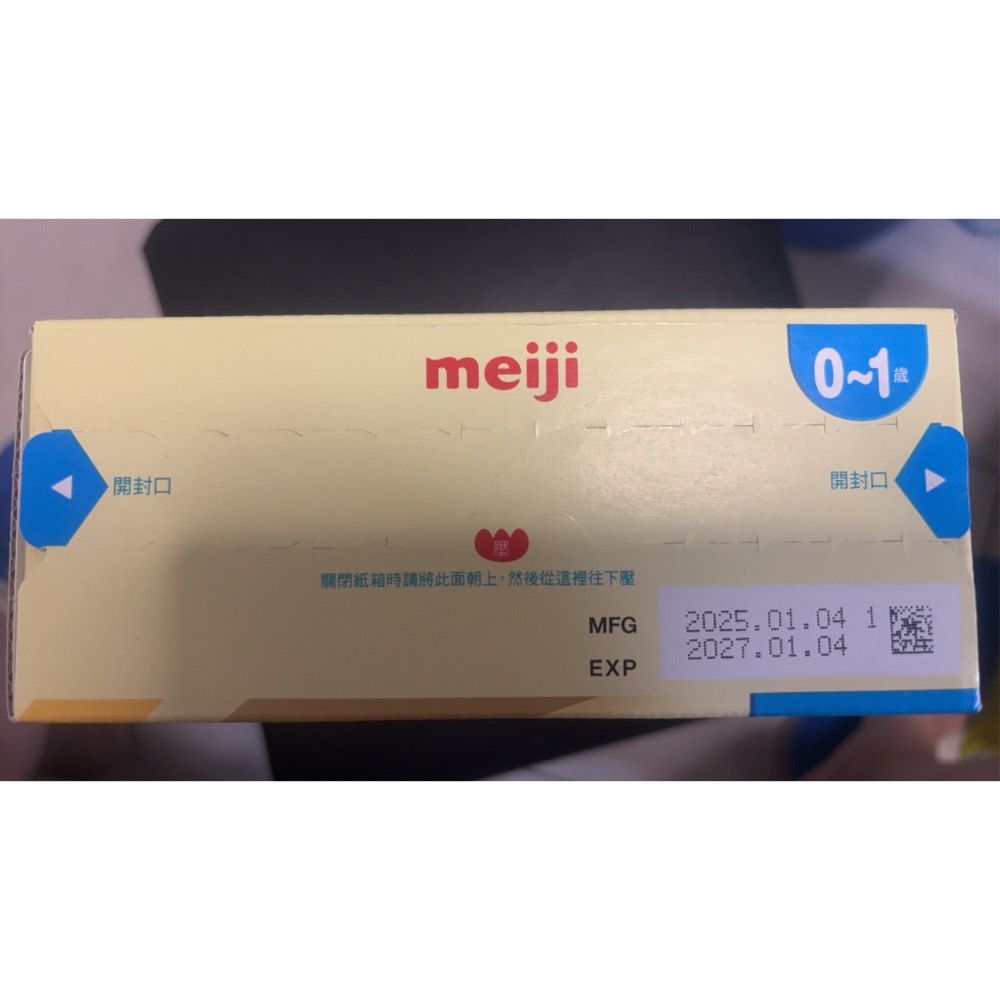 meiji
0~1歲
開封口
開封口
壓
關閉紙箱時請將此面朝上，然後從這裡往下壓
MFG 2025.01.04 1
EXP 2027.01.04